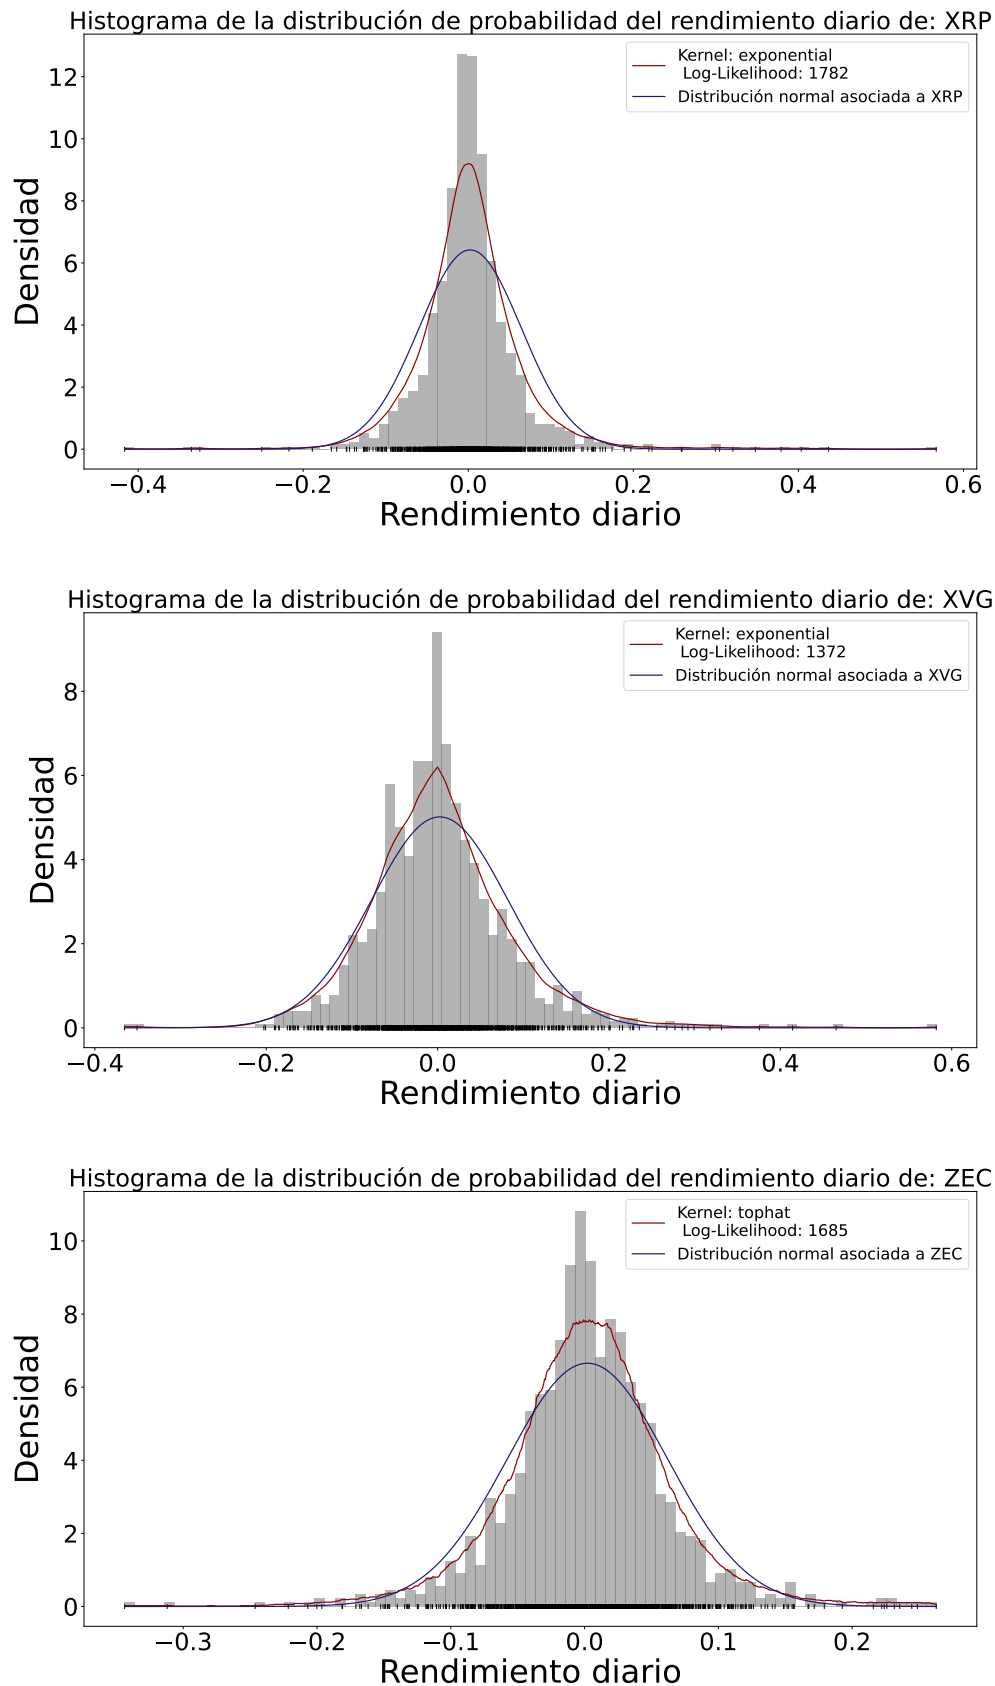 Histograma de la distribución de probabilidad del rendimiento diario de: XRP
Kernel: exponential
Log-Likelihood: 1782
Distribución normal asociada a XRP
Densidad
12
10
8
6
4
2
0
−0.4 −0.2 0.0 0.2 0.4 0.6
Rendimiento diario
Histograma de la distribución de probabilidad del rendimiento diario de: XVG
Kernel: exponential
Log-Likelihood: 1372
Distribución normal asociada a XVG
Densidad
8
6
4
2
0
−0.4 −0.2 0.0 0.2 0.4 0.6
Rendimiento diario
Histograma de la distribución de probabilidad del rendimiento diario de: ZEC
Kernel: tophat
Log-Likelihood: 1685
Distribución normal asociada a ZEC
Densidad
10
8
6
4
2
0
−0.3 −0.2 −0.1 0.0 0.1 0.2
Rendimiento diario